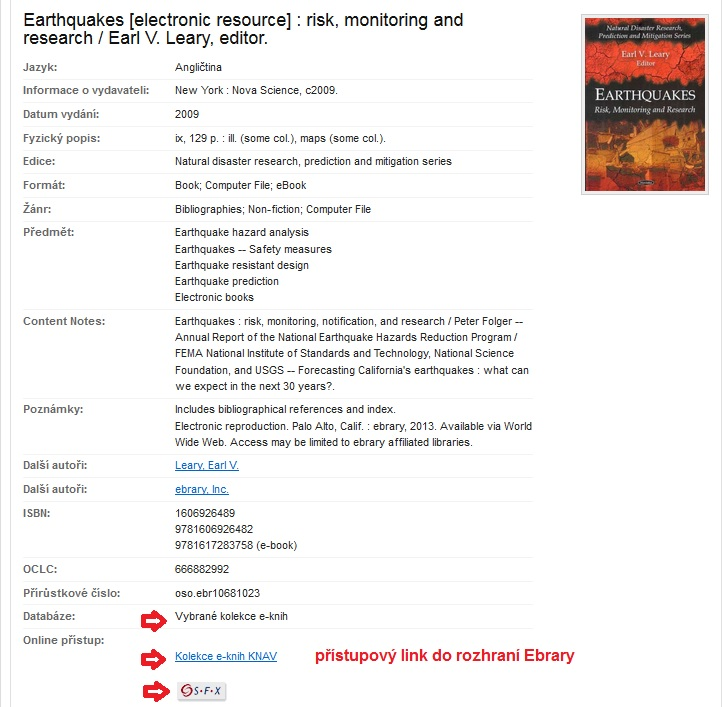 Earthquakes [electronic resource] : risk, monitoring and
research / Earl V. Leary, editor.
Natural Disaster Research,
Prediction and Mitigation Series
Earl V. Leary
Editor
EARTHQUAKES
Risk, Monitoring and Research
Jazyk: Angličtina
Informace o vydavateli: New York : Nova Science, c2009.
Datum vydání: 2009
Fyzický popis: ix, 129 p. : ill. (some col.), maps (some col.).
Edice: Natural disaster research, prediction and mitigation series
Formát: Book; Computer File; eBook
Žánr: Bibliographies; Non-fiction; Computer File
Předmět: Earthquake hazard analysis
Earthquakes -- Safety measures
Earthquake resistant design
Earthquake prediction
Electronic books
Content Notes: Earthquakes : risk, monitoring, notification, and research / Peter Folger --
Annual Report of the National Earthquake Hazards Reduction Program /
FEMA National Institute of Standards and Technology, National Science
Foundation, and USGS -- Forecasting California's earthquakes : what can
we expect in the next 30 years?.
Poznámky: Includes bibliographical references and index.
Electronic reproduction. Palo Alto, Calif. : ebrary, 2013. Available via World
Wide Web. Access may be limited to ebrary affiliated libraries.
Další autoři: Leary, Earl V.
Další autoři: ebrary, Inc.
ISBN: 1606926489
9781606926482
9781617283758 (e-book)
OCLC: 666882992
Přirůstkové číslo: oso.ebr10681023
Databáze: Vybrané kolekce e-knih
Online přístup:
Kolekce e-knih KNAV přístupový link do rozhraní Ebrary
S·F·X